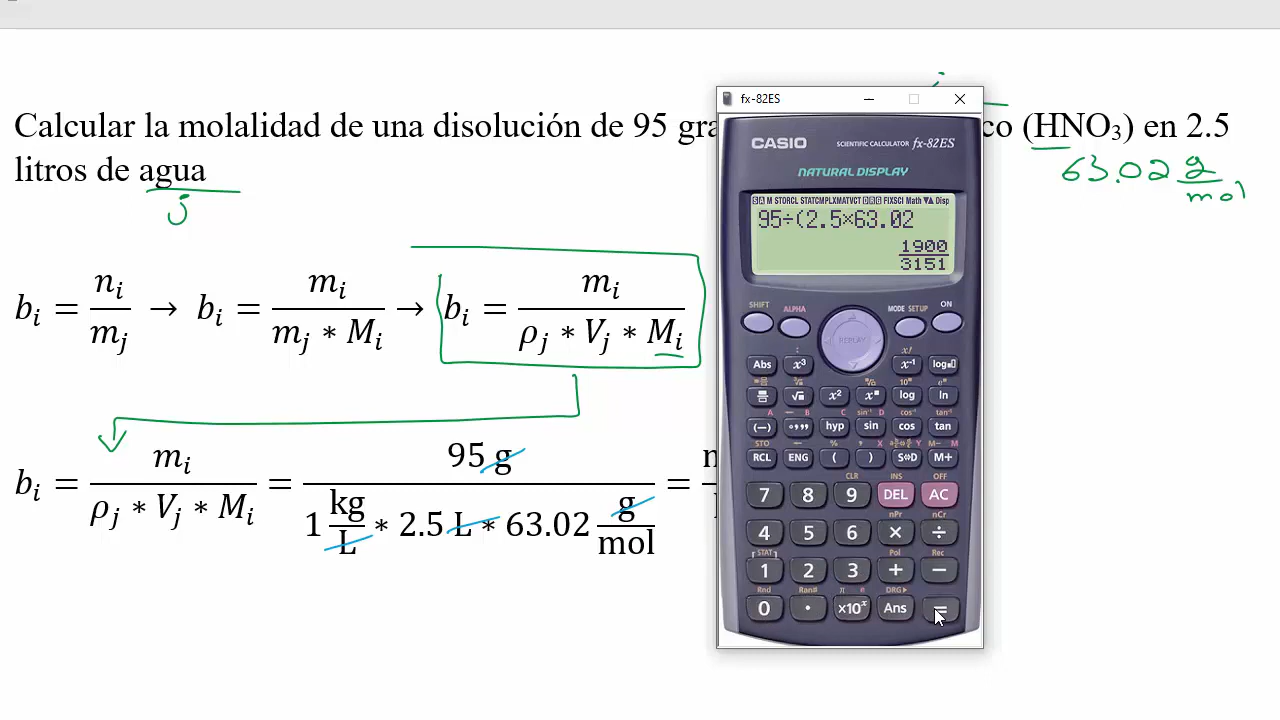 fx-82ES
i
Calcular la molalidad de una disolución de 95 gra co (HNO₃) en 2.5
litros de agua
j
63.02 g/mol
CASIO SCIENTIFIC CALCULATOR fx-82ES
NATURAL DISPLAY
95÷(2.5×63.02
1900/3151
b_i = n_i/m_j → b_i = m_i/(m_j * M_i) → b_i = m_i/(ρ_j * V_j * M_i)
b_i = m_i/(ρ_j * V_j * M_i) = 95 g/(1 kg/L * 2.5 L * 63.02 g/mol) =
SHIFT ALPHA REPLAY MODE SETUP ON
Abs x³ x⁻¹ log
√ x² log ln
(−) hyp sin cos tan
RCL ENG ( ) S⇔D M+
7 8 9 DEL AC
4 5 6 × ÷
1 2 3 + −
0 . ×10ˣ Ans =